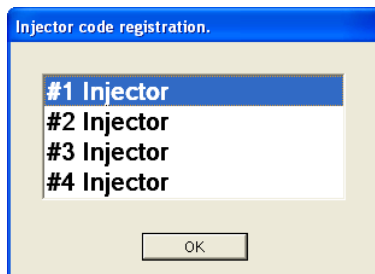 Injector code registration.
#1 Injector
#2 Injector
#3 Injector
#4 Injector
OK